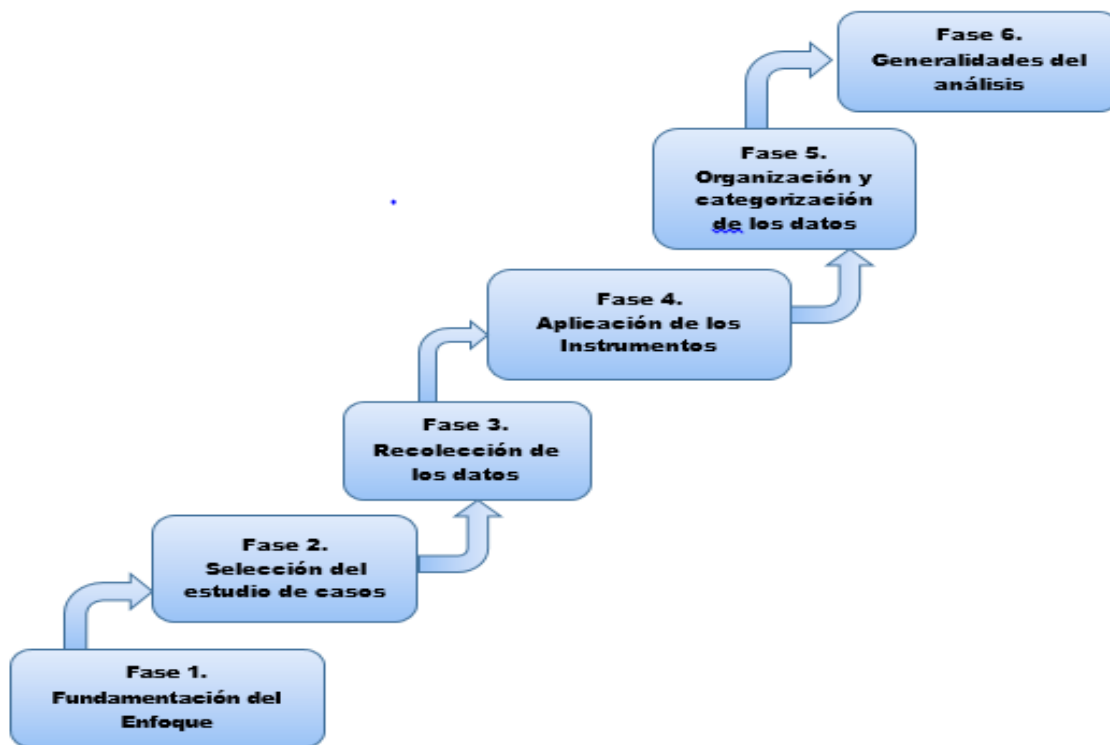 Fase 6.
Generalidades del
análisis
Fase 5.
Organización y
categorización
de los datos
Fase 4.
Aplicación de los
Instrumentos
Fase 3.
Recolección de
los datos
Fase 2.
Selección del
estudio de casos
Fase 1.
Fundamentación del
Enfoque